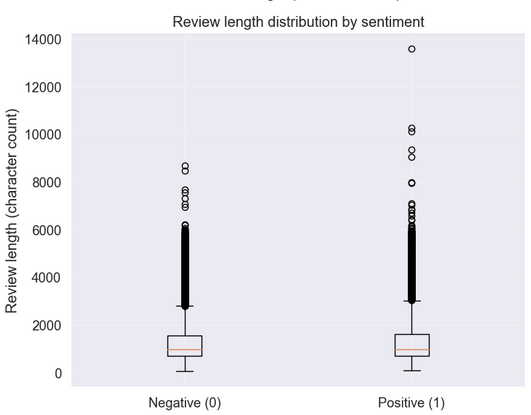 Review length distribution by sentiment
14000
12000
10000
8000
6000
4000
2000
0
Review length (character count)
Negative (0) Positive (1)